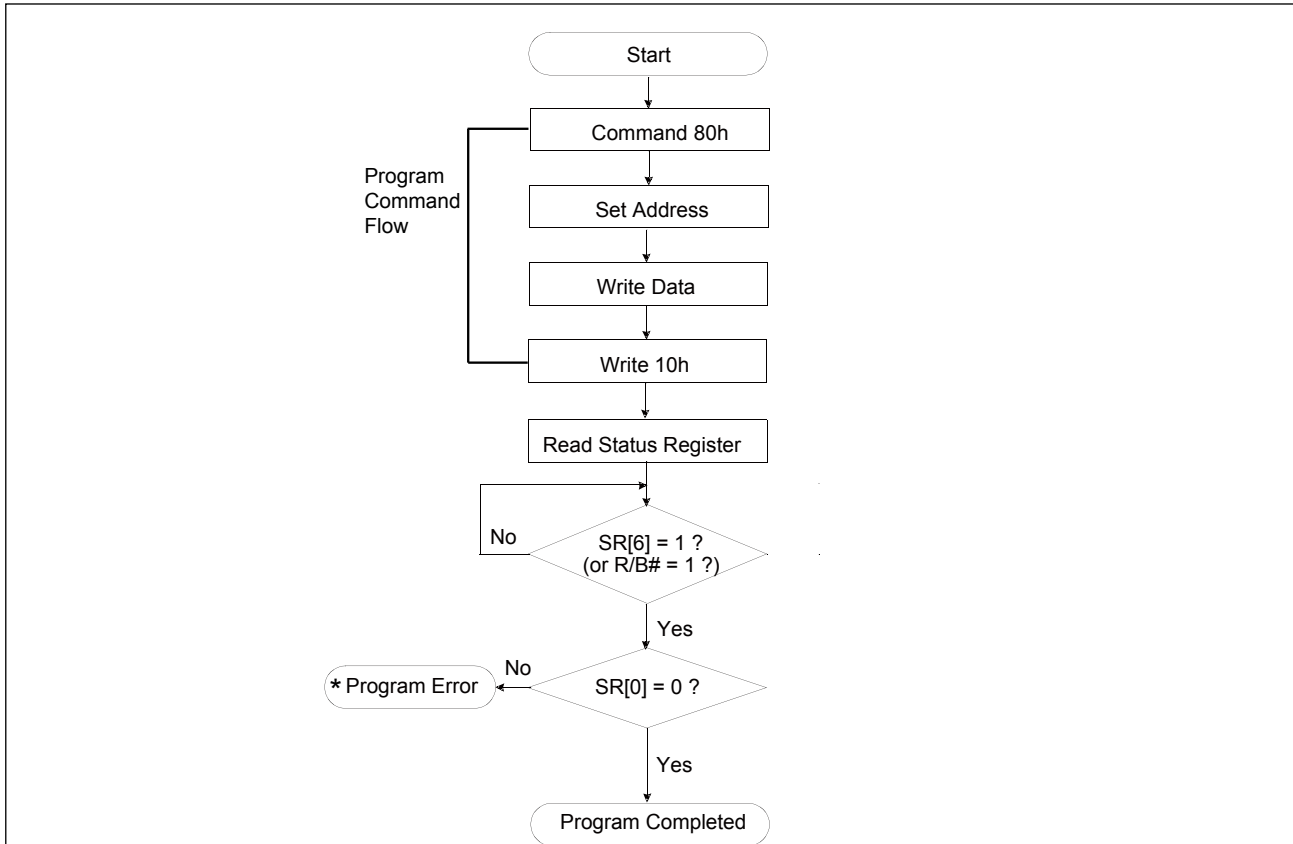 Start
Command 80h
Program
Command
Flow
Set Address
Write Data
Write 10h
Read Status Register
No
SR[6] = 1 ?
(or R/B# = 1 ?)
Yes
No
* Program Error
SR[0] = 0 ?
Yes
Program Completed